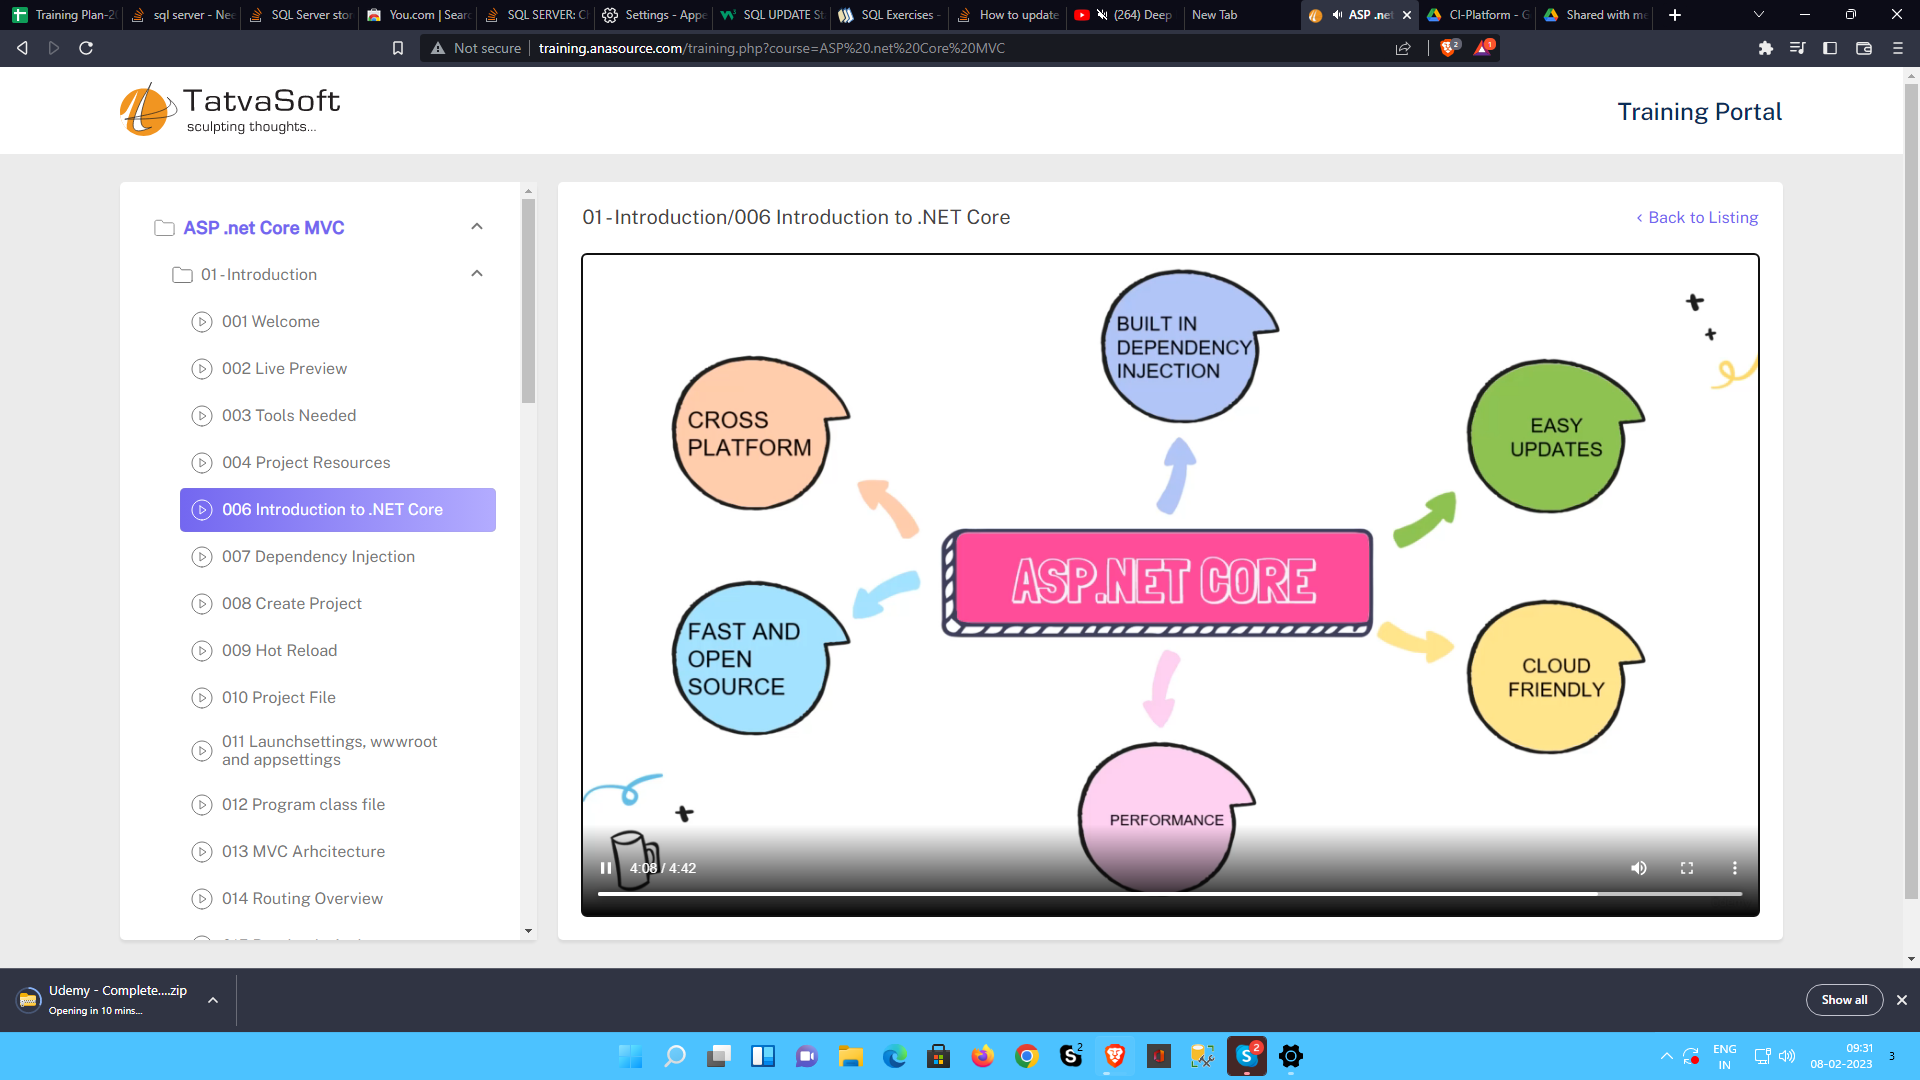 Training Plan-20
sql server - Nee
SQL Server stor
You.com | Searc
SQL SERVER: Ch
Settings - Appe
SQL UPDATE St
SQL Exercises -
How to update
(264) Deep
New Tab
ASP .net
CI-Platform - G
Shared with me
Not secure
training.anasource.com/training.php?course=ASP%20.net%20Core%20MVC
2
1
TatvaSoft
sculpting thoughts...
Training Portal
ASP .net Core MVC
01 - Introduction
001 Welcome
002 Live Preview
003 Tools Needed
004 Project Resources
006 Introduction to .NET Core
007 Dependency Injection
008 Create Project
009 Hot Reload
010 Project File
011 Launchsettings, wwwroot
and appsettings
012 Program class file
013 MVC Arhcitecture
014 Routing Overview
01 - Introduction/006 Introduction to .NET Core
‹ Back to Listing
BUILT IN
DEPENDENCY
INJECTION
CROSS
PLATFORM
EASY
UPDATES
ASP.NET CORE
FAST AND
OPEN
SOURCE
CLOUD
FRIENDLY
PERFORMANCE
4:08 / 4:42
Udemy - Complete....zip
Opening in 10 mins...
Show all
2
2
ENG
IN
09:31
08-02-2023
3